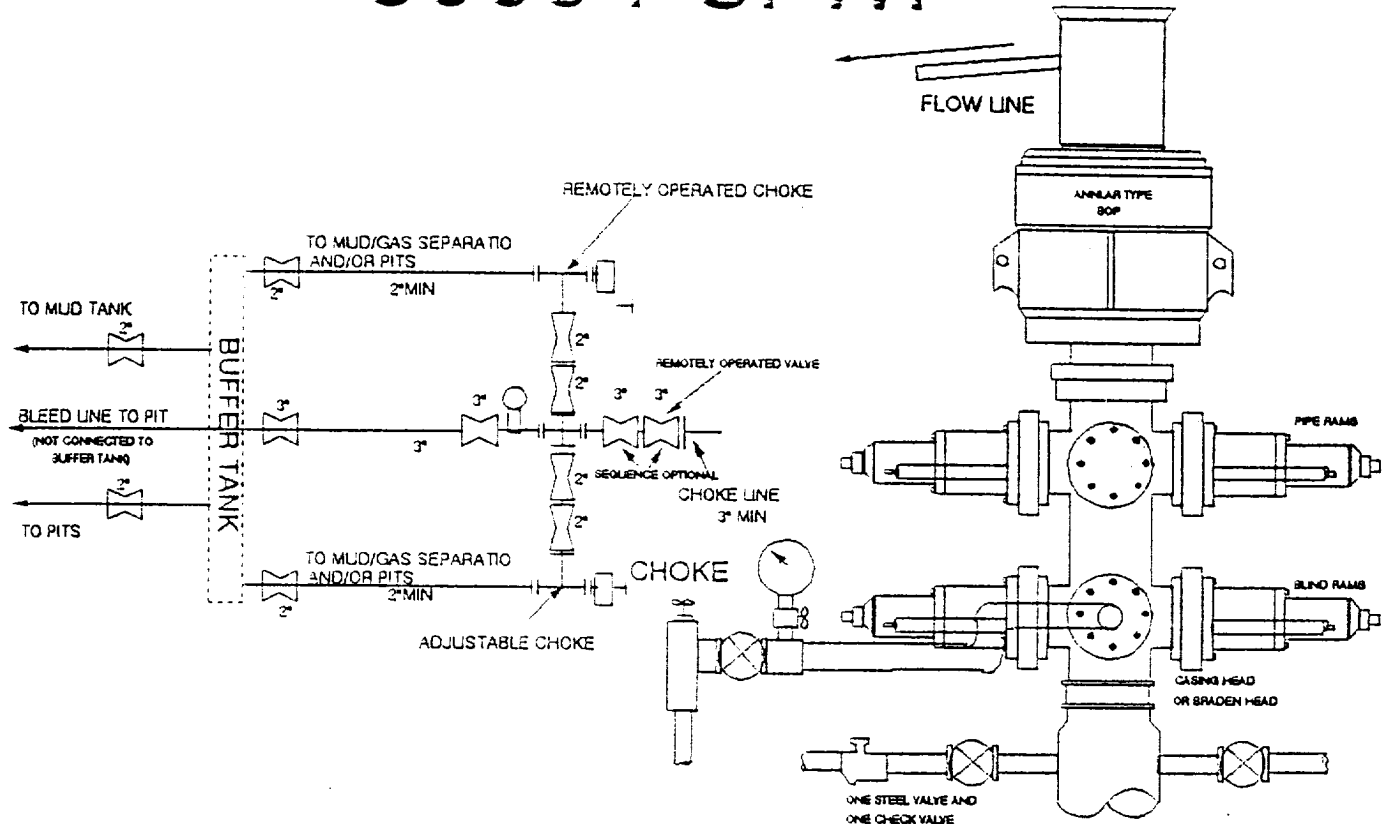 FLOW LINE
ANNLAR TYPE
BOP
REMOTELY OPERATED CHOKE
TO MUD/GAS SEPARATIO
AND/OR PITS
2" MIN
2"
TO MUD TANK
2"
2"
2"
REMOTELY OPERATED VALVE
3"
3"
3"
3"
3"
BLEED LINE TO PIT
(NOT CONNECTED TO
BUFFER TANK)
BUFFER TANK
SEQUENCE OPTIONAL
CHOKE LINE
3" MIN
PIPE RAMS
2"
2"
2"
TO PITS
TO MUD/GAS SEPARATIO
AND/OR PITS
2" MIN
2"
CHOKE
ADJUSTABLE CHOKE
BLIND RAMS
CASING HEAD
OR BRADEN HEAD
ONE STEEL VALVE AND
ONE CHECK VALVE